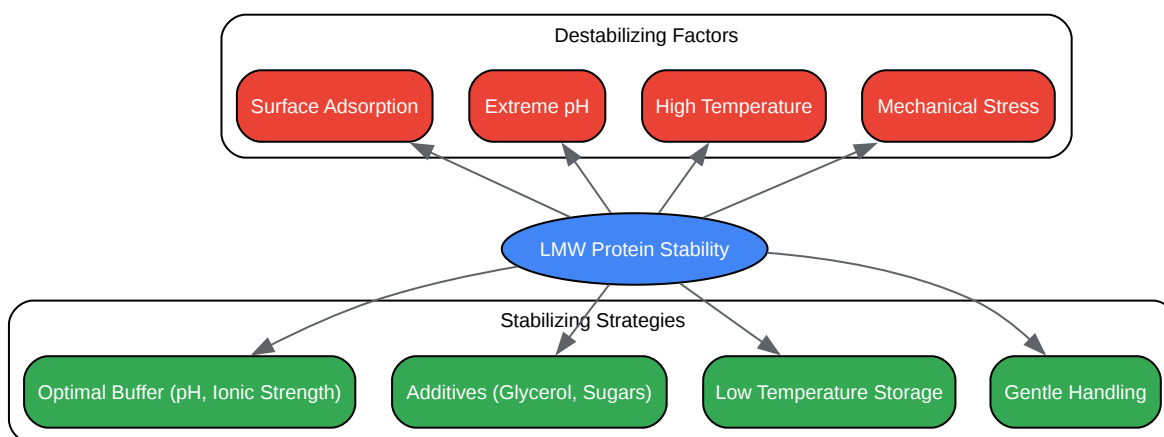 Destabilizing Factors
Surface Adsorption
Extreme pH
High Temperature
Mechanical Stress
LMW Protein Stability
Stabilizing Strategies
Optimal Buffer (pH, Ionic Strength)
Additives (Glycerol, Sugars)
Low Temperature Storage
Gentle Handling